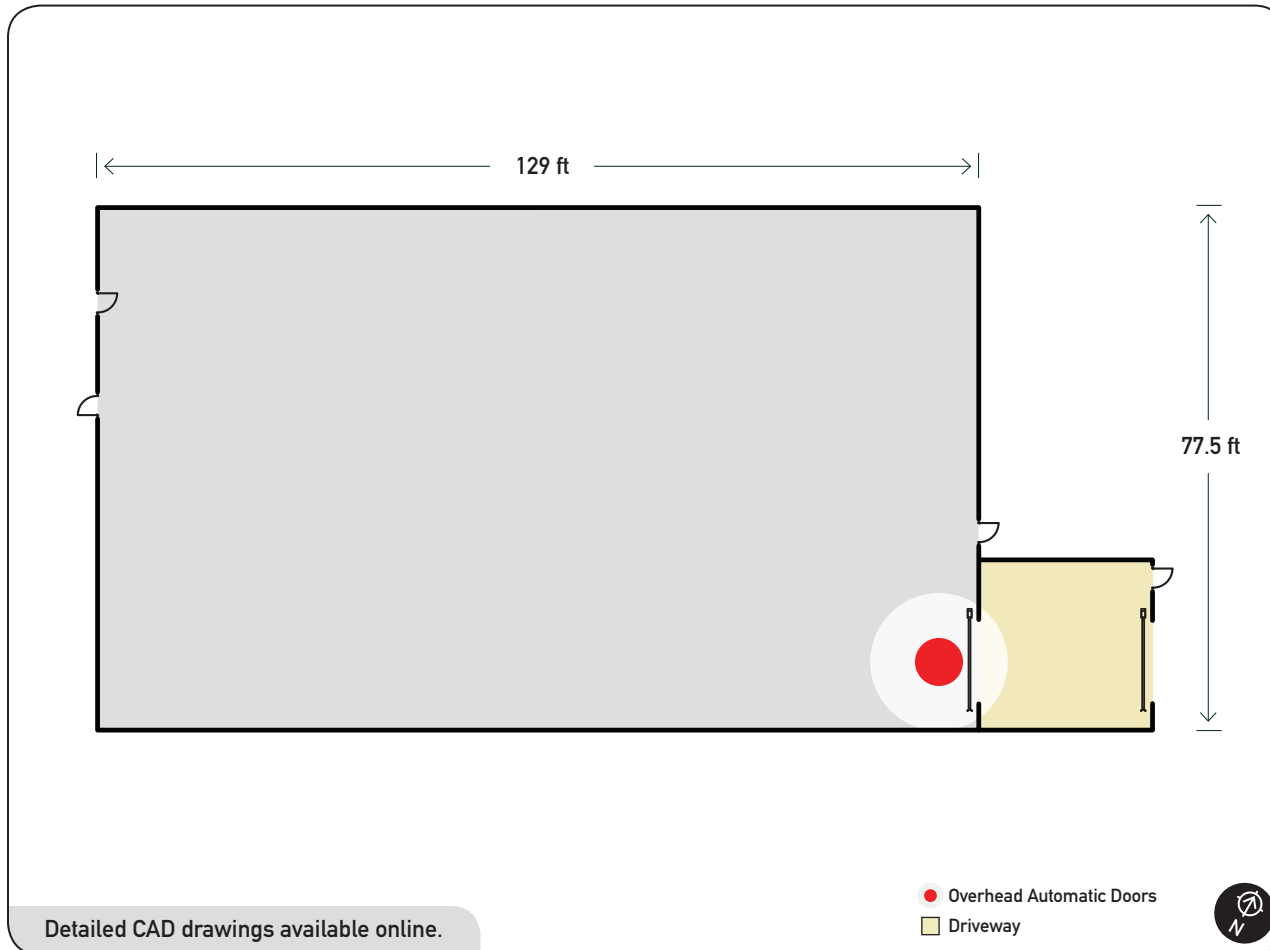 129 ft
77.5 ft
Overhead Automatic Doors
Driveway
Detailed CAD drawings available online.
N